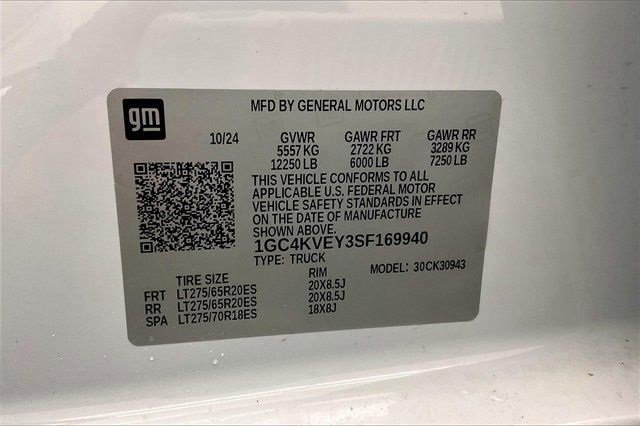 gm
MFD BY GENERAL MOTORS LLC
10/24 GVWR GAWR FRT GAWR RR
5557 KG 2722 KG 3289 KG
12250 LB 6000 LB 7250 LB
THIS VEHICLE CONFORMS TO ALL
APPLICABLE U.S. FEDERAL MOTOR
VEHICLE SAFETY STANDARDS IN EFFECT
ON THE DATE OF MANUFACTURE
SHOWN ABOVE.
1GC4KVEY3SF169940
TYPE: TRUCK MODEL: 30CK30943
TIRE SIZE RIM
FRT LT275/65R20ES 20X8.5J
RR LT275/65R20ES 20X8.5J
SPA LT275/70R18ES 18X8J